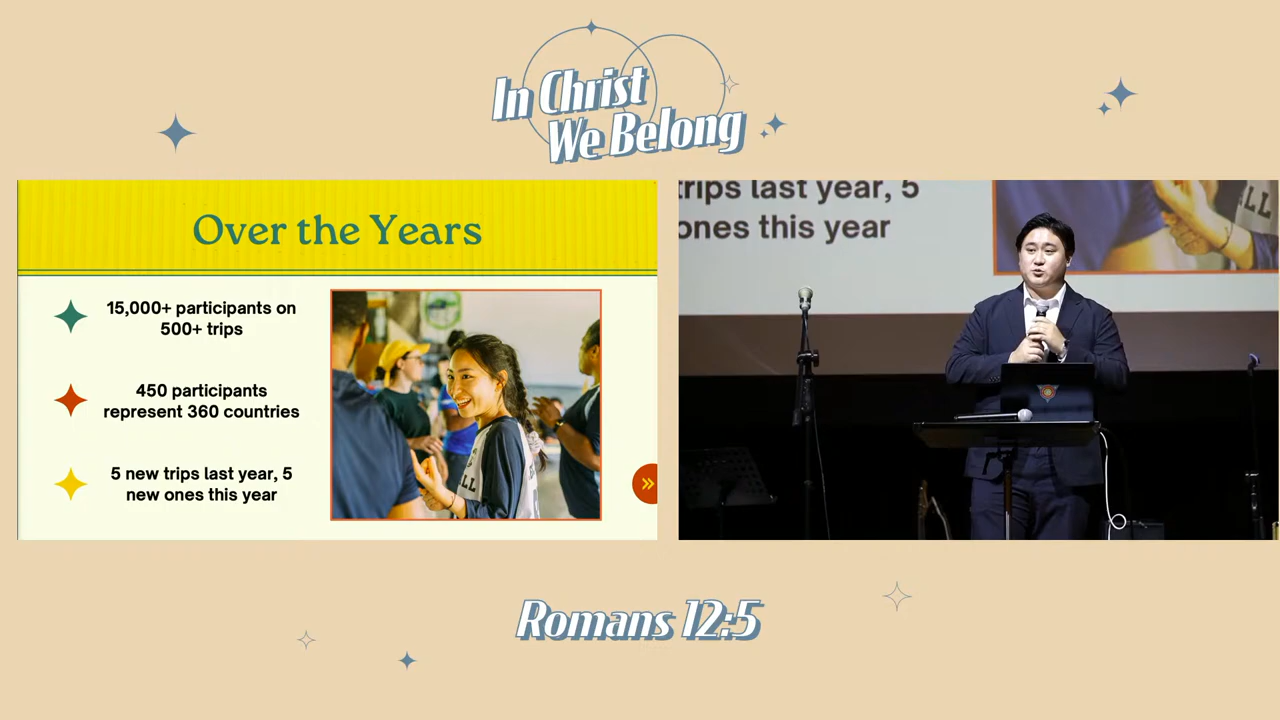 In Christ
We Belong
Over the Years
15,000+ participants on
500+ trips
450 participants
represent 360 countries
5 new trips last year, 5
new ones this year
trips last year, 5
ones this year
LL
LL
Romans 12:5